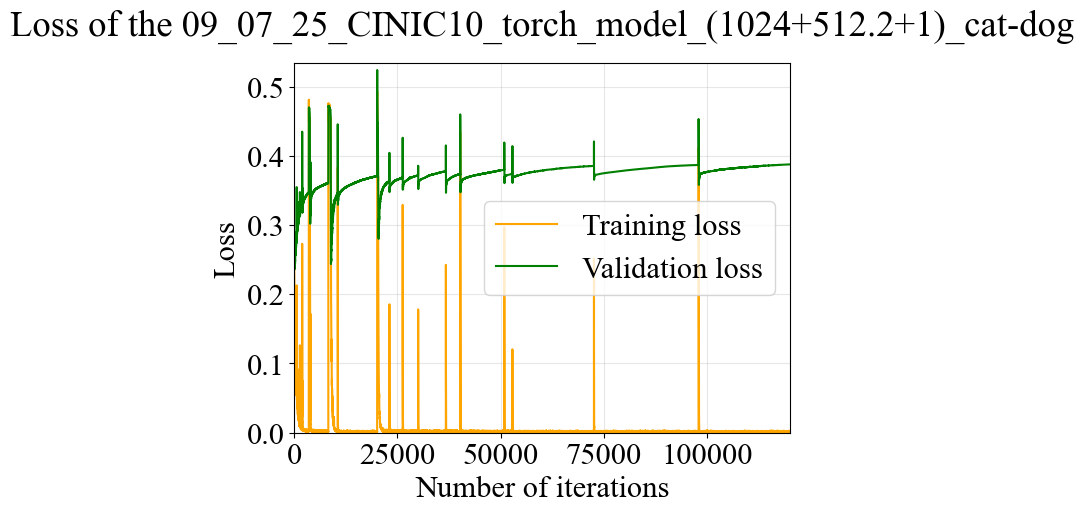 Loss of the 09_07_25_CINIC10_torch_model_(1024+512.2+1)_cat-dog
0.5
0.4
0.3
0.2
0.1
0.0
Loss
Training loss
Validation loss
0 25000 50000 75000 100000
Number of iterations